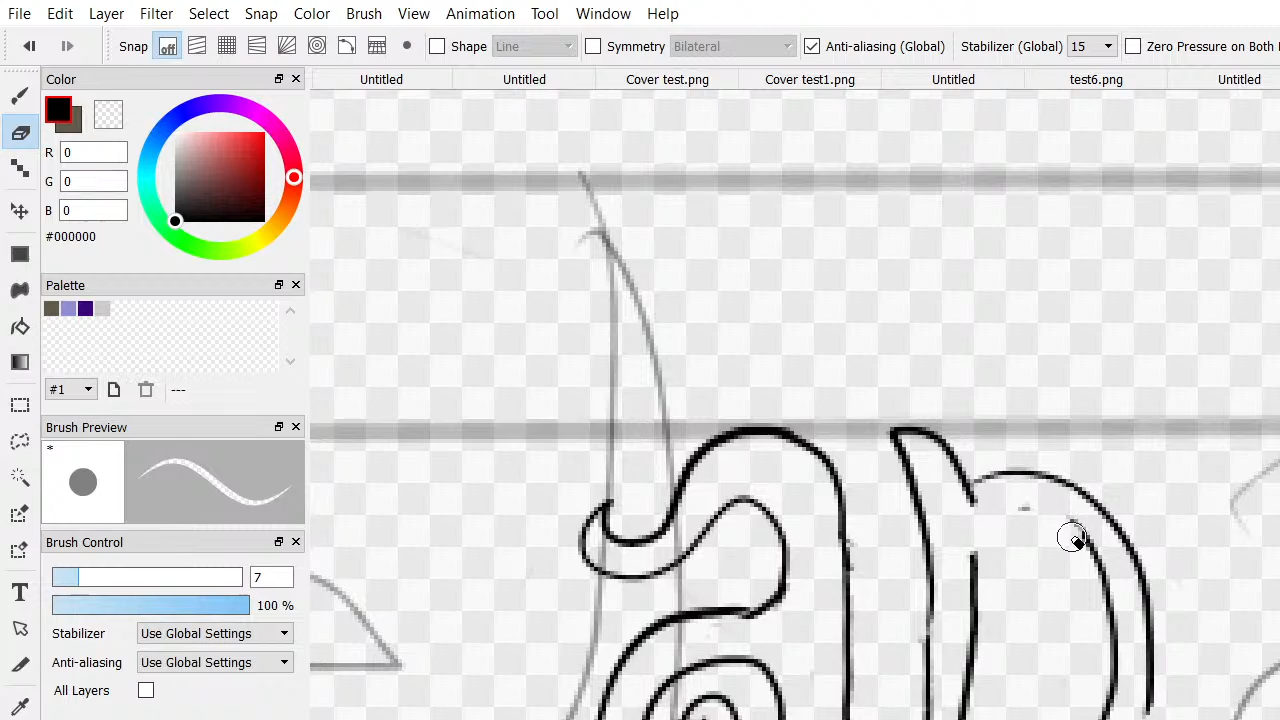 File Edit Layer Filter Select Snap Color Brush View Animation Tool Window Help
Snap off Shape Line Symmetry Bilateral Anti-aliasing (Global) Stabilizer (Global) 15 Zero Pressure on Both
Color
Untitled Untitled Cover test.png Cover test1.png Untitled test6.png Untitled
R 0
G 0
B 0
#000000
Palette
#1 ---
Brush Preview
*
Brush Control
7
100 %
Stabilizer Use Global Settings
Anti-aliasing Use Global Settings
All Layers
T